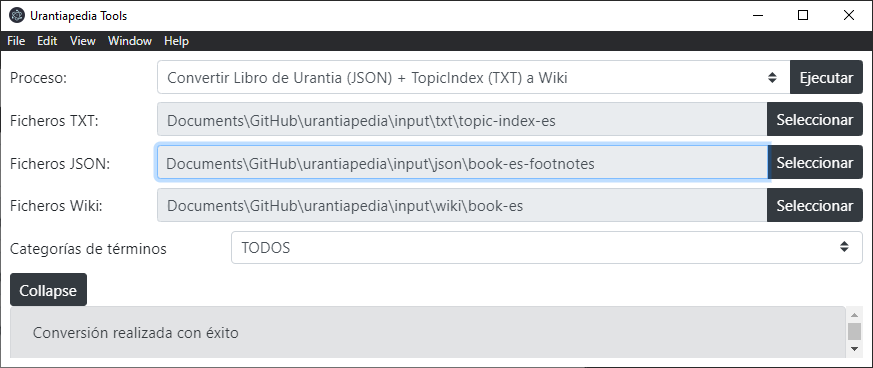 Urantiapedia Tools
File Edit View Window Help
Proceso: Convertir Libro de Urantia (JSON) + TopicIndex (TXT) a Wiki Ejecutar
Ficheros TXT: Documents\GitHub\urantiapedia\input\txt\topic-index-es Seleccionar
Ficheros JSON: Documents\GitHub\urantiapedia\input\json\book-es-footnotes Seleccionar
Ficheros Wiki: Documents\GitHub\urantiapedia\input\wiki\book-es Seleccionar
Categorías de términos TODOS
Collapse
Conversión realizada con éxito